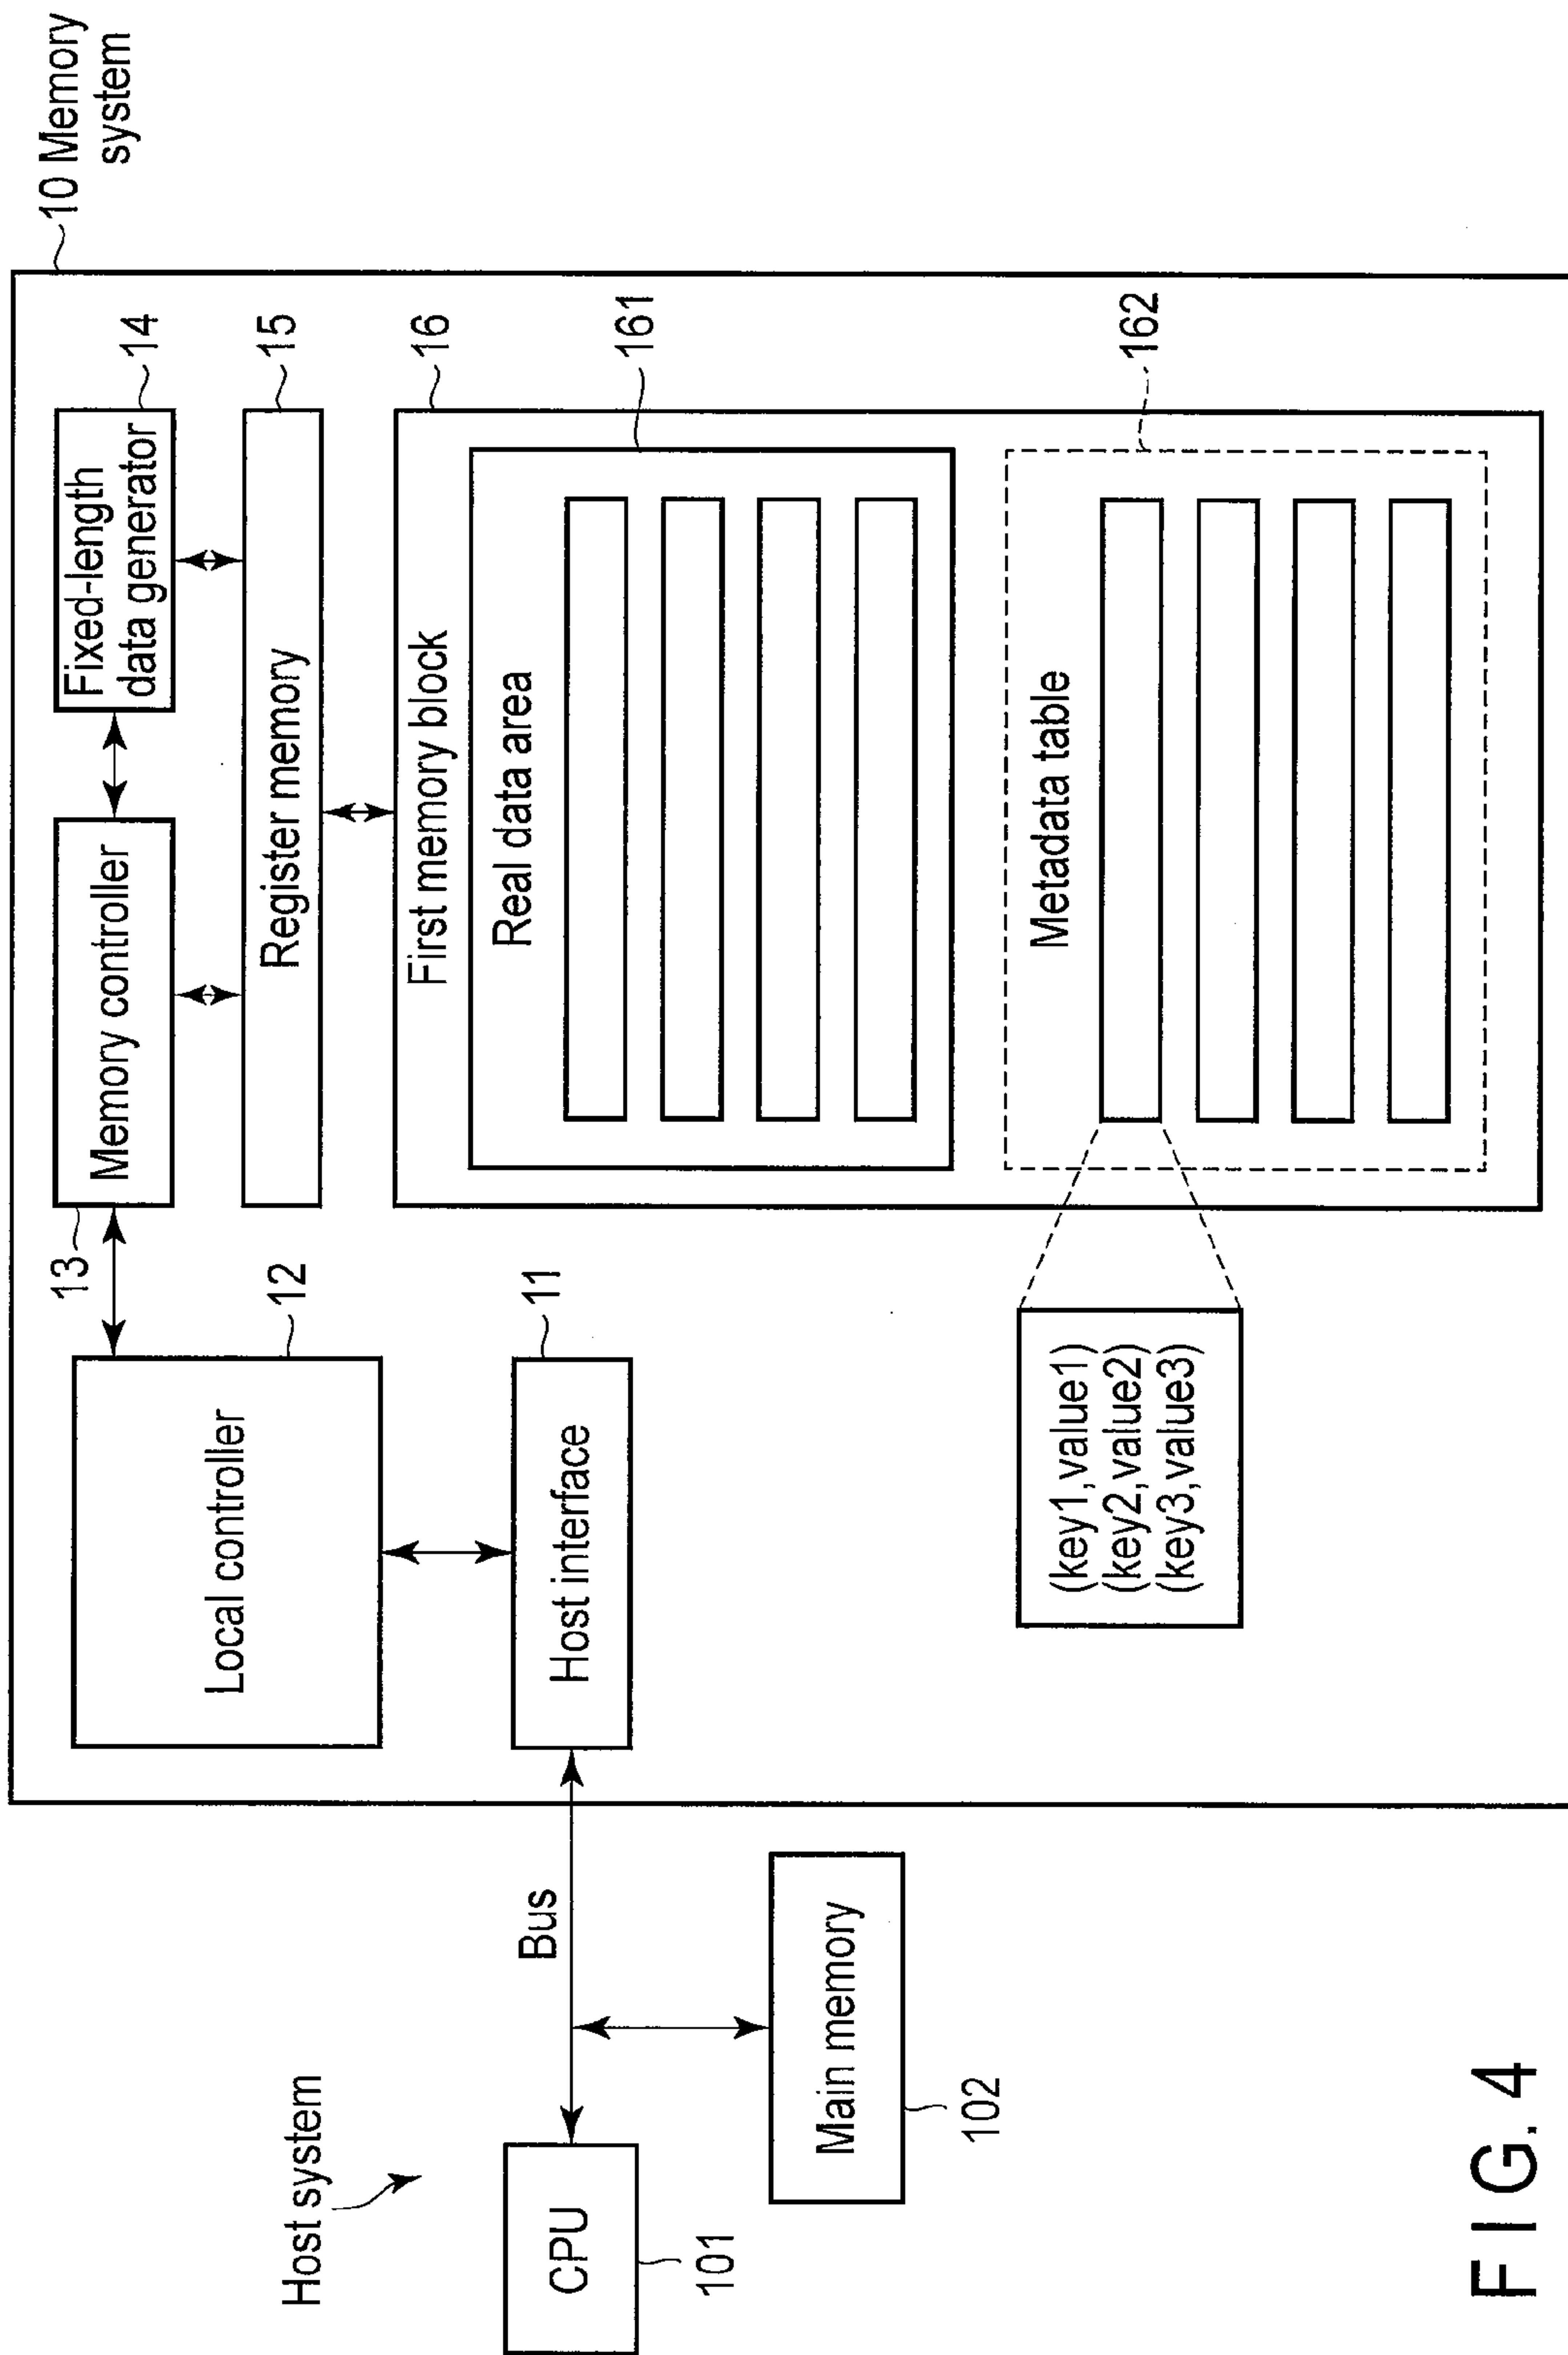 10 Memory
system
Host system
CPU
101
Bus
Main memory
102
Local controller
12
Host interface
11
13
Memory controller
Fixed-length
data generator
14
Register memory
15
First memory block
16
Real data area
161
Metadata table
162
(key1,value1)
(key2,value2)
(key3,value3)
FIG. 4